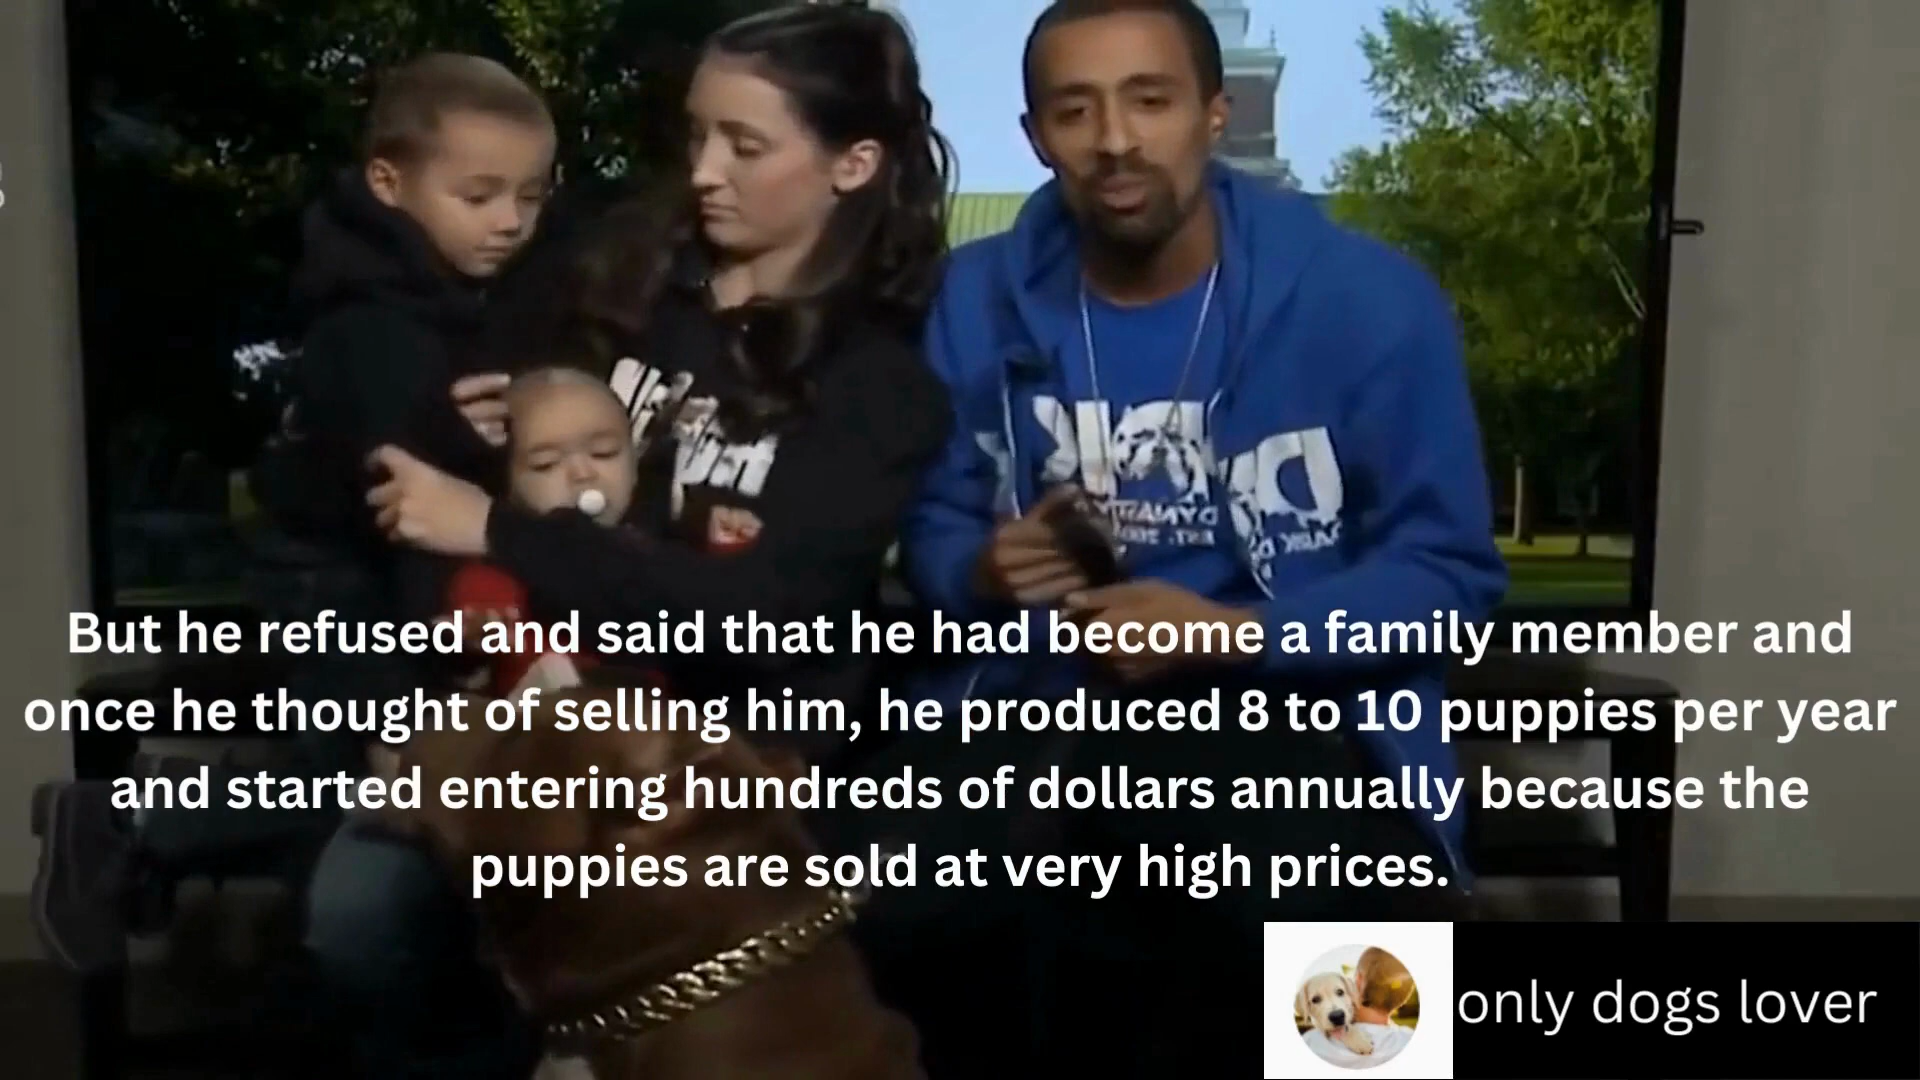 But he refused and said that he had become a family member and
once he thought of selling him, he produced 8 to 10 puppies per year
and started entering hundreds of dollars annually because the
puppies are sold at very high prices.
only dogs lover